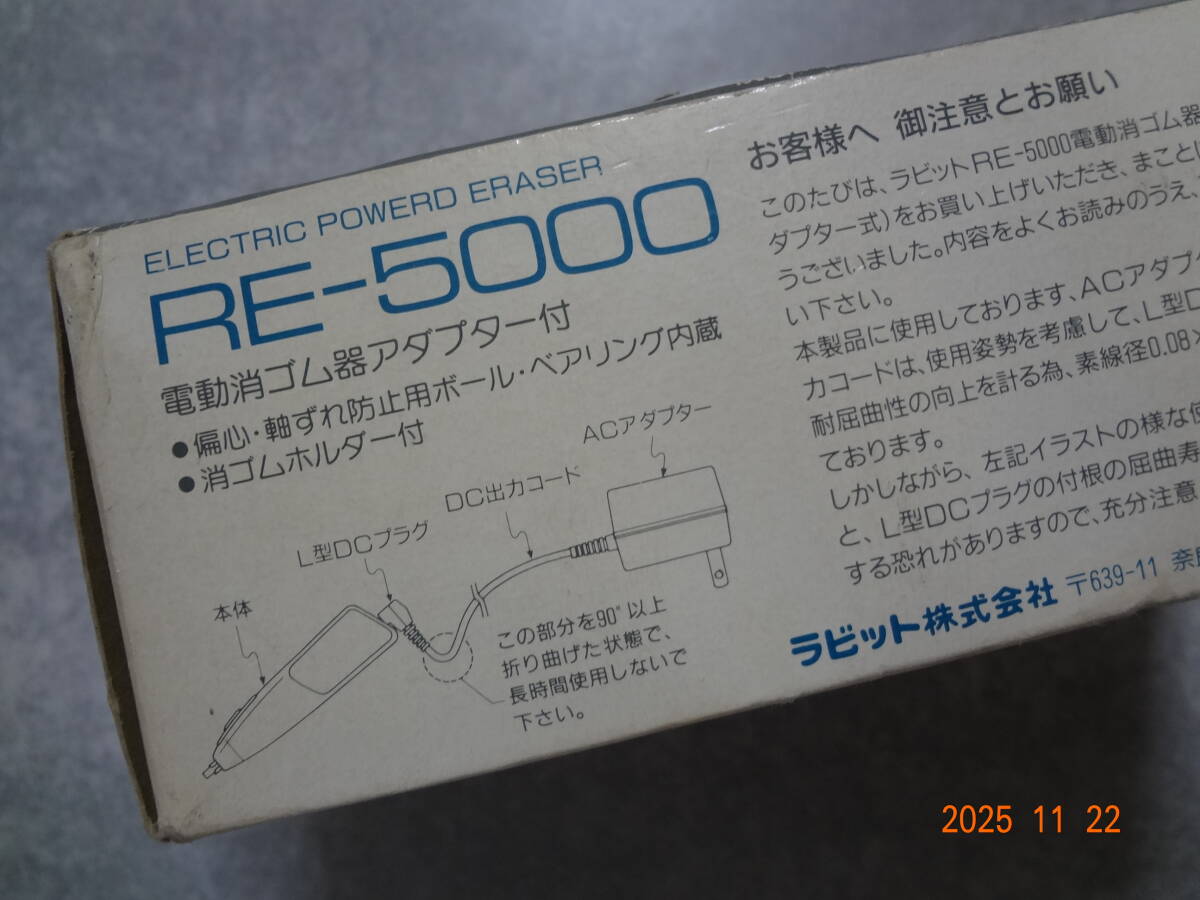 ELECTRIC POWERD ERASER
RE-5000
電動消ゴム器アダプター付
●偏心・軸ずれ防止用ボール・ベアリング内蔵
●消ゴムホルダー付
ACアダプター
DC出力コード
L型DCプラグ
本体
この部分を90°以上
折り曲げた状態で、
長時間使用しないで
下さい。
お客様へ 御注意とお願い
このたびは、ラビットRE-5000電動消ゴム器
ダプター式)をお買い上げいただき、まことに
うございました。内容をよくお読みのうえ、
い下さい。
本製品に使用しております、ACアダプ
力コードは、使用姿勢を考慮して、L型D
耐屈曲性の向上を計る為、素線径0.08×
ております。
しかしながら、左記イラストの様な使
と、L型DCプラグの付根の屈曲寿
する恐れがありますので、充分注意
ラビット株式会社 〒639-11 奈良
2025 11 22